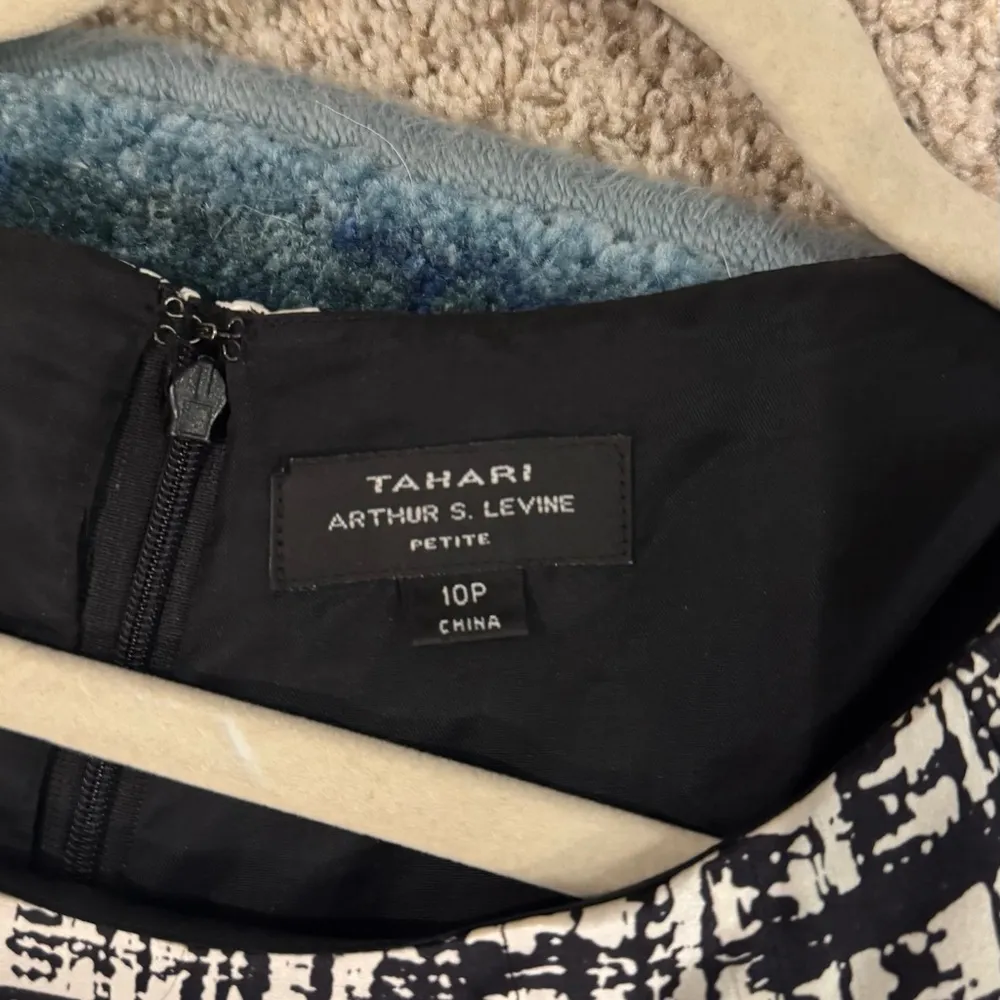 TAHARI
ARTHUR S. LEVINE
PETITE
10P
CHINA